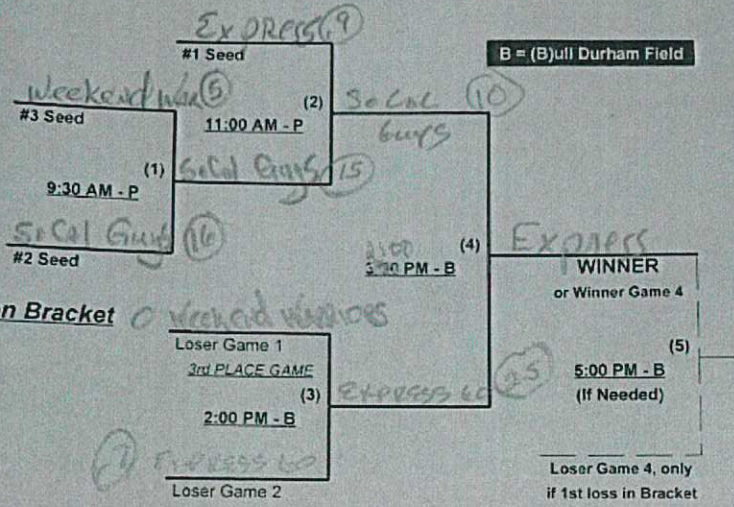 Express 9
#1 Seed
B = (B)ull Durham Field
Weekend War 5
#3 Seed
(2)
SoCal 10
Guys
11:00 AM - P
(1)
SoCal Guys 15
9:30 AM - P
SoCal Guys 16
#2 Seed
(4)
Express
3:30 PM - B
WINNER
or Winner Game 4
on Bracket
0 Weekend Warriors
Loser Game 1
3rd PLACE GAME
(3)
Express 60 25
2:00 PM - B
(5)
5:00 PM - B
(If Needed)
7 Express 60
Loser Game 2
Loser Game 4, only
if 1st loss in Bracket